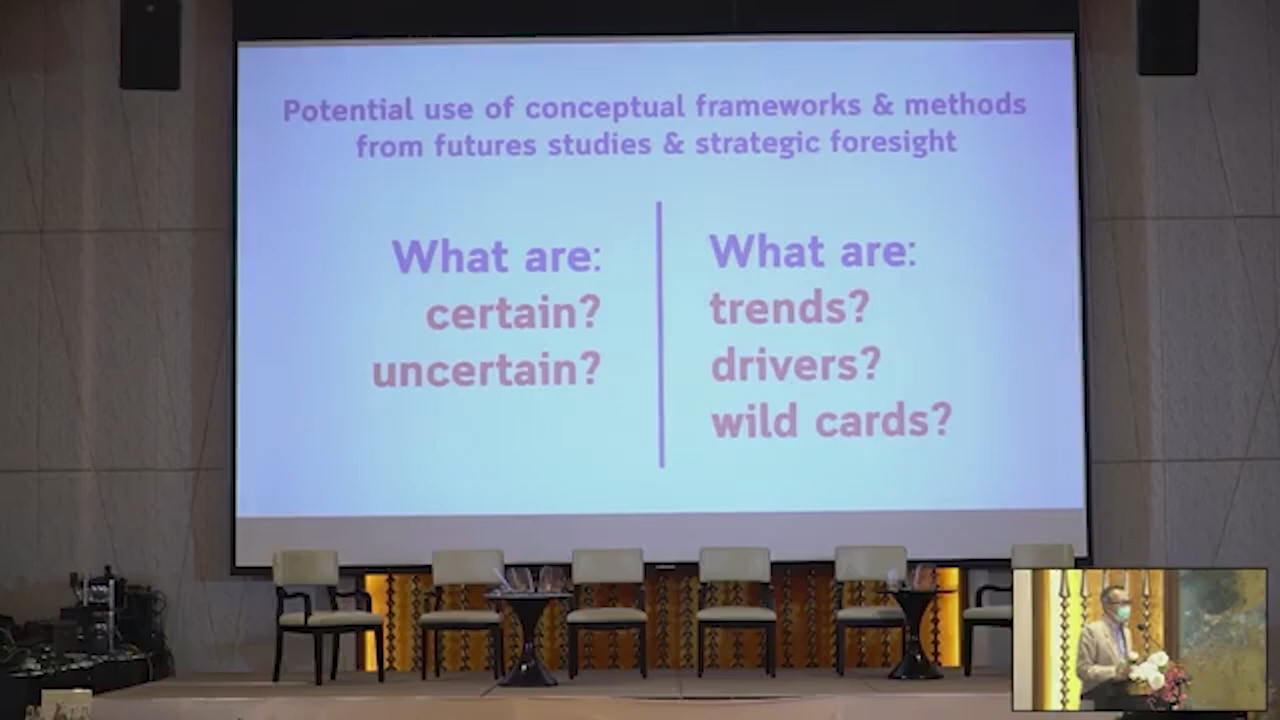 Potential use of conceptual frameworks & methods
from futures studies & strategic foresight
What are:
certain?
uncertain?
What are:
trends?
drivers?
wild cards?